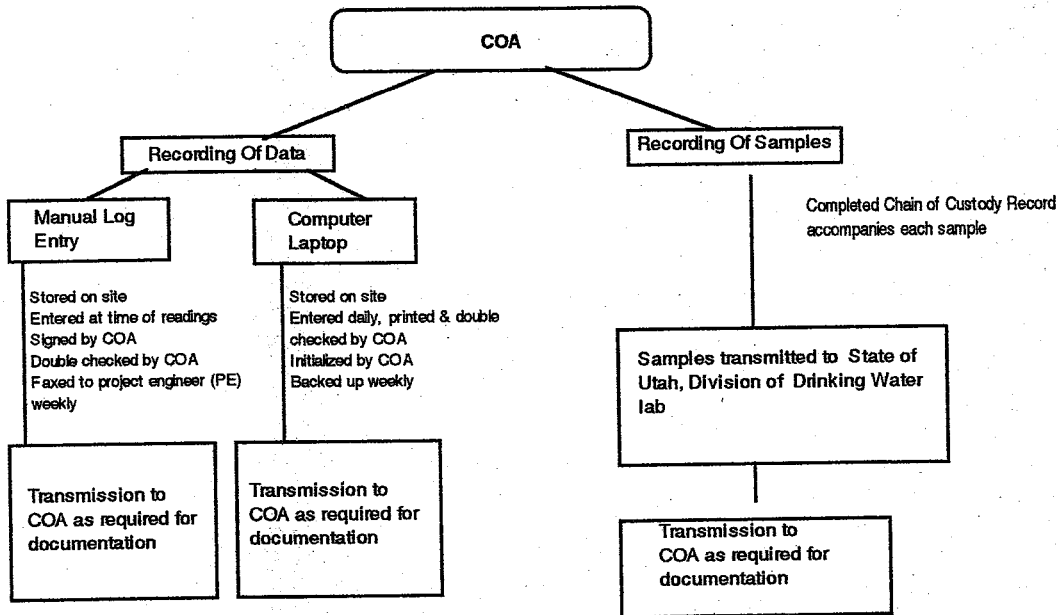 COA
Recording Of Data
Recording Of Samples
Manual Log
Entry
Computer
Laptop
Completed Chain of Custody Record
accompanies each sample
Stored on site
Entered at time of readings
Signed by COA
Double checked by COA
Faxed to project engineer (PE)
weekly
Stored on site
Entered daily, printed & double
checked by COA
Initialized by COA
Backed up weekly
Samples transmitted to State of
Utah, Division of Drinking Water
lab
Transmission to
COA as required for
documentation
Transmission to
COA as required for
documentation
Transmission to
COA as required for
documentation